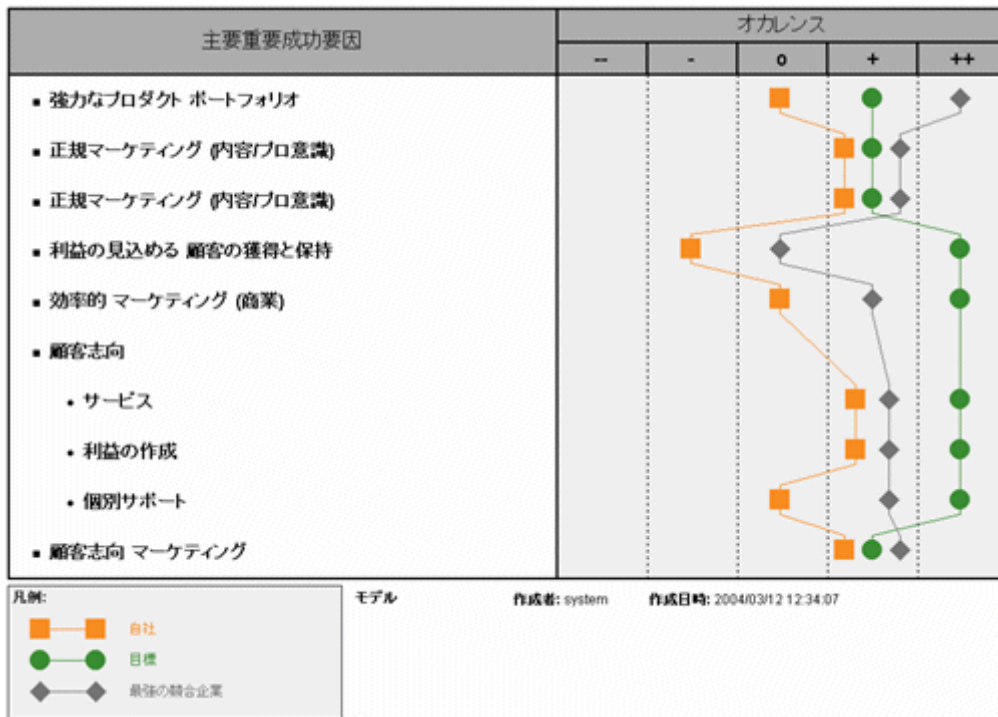 主要重要成功要因
オカレンス
-- - o + ++
▪ 強力なプロダクト ポートフォリオ
▪ 正規マーケティング (内容/プロ意識)
▪ 正規マーケティング (内容/プロ意識)
▪ 利益の見込める 顧客の獲得と保持
▪ 効率的 マーケティング (商業)
▪ 顧客志向
• サービス
• 利益の作成
• 個別サポート
▪ 顧客志向 マーケティング
凡例:
自社
目標
最強の競合企業
モデル 作成者: system 作成日時: 2004/03/12 12:34:07